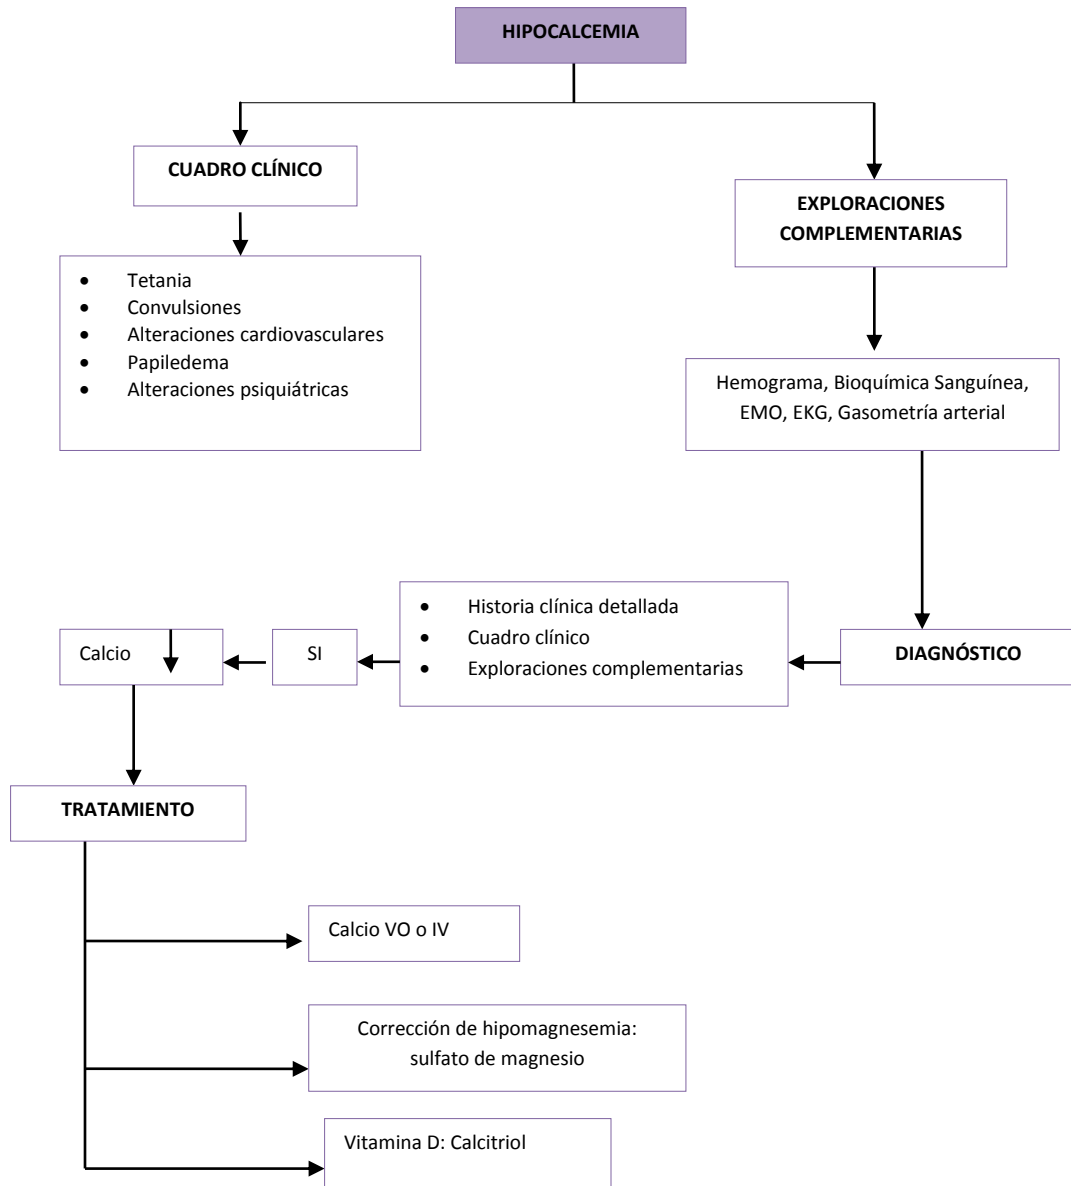 HIPOCALCEMIA
CUADRO CLÍNICO
• Tetania
• Convulsiones
• Alteraciones cardiovasculares
• Papiledema
• Alteraciones psiquiátricas
EXPLORACIONES
COMPLEMENTARIAS
Hemograma, Bioquímica Sanguínea,
EMO, EKG, Gasometría arterial
DIAGNÓSTICO
• Historia clínica detallada
• Cuadro clínico
• Exploraciones complementarias
SI
Calcio
TRATAMIENTO
Calcio VO o IV
Corrección de hipomagnesemia:
sulfato de magnesio
Vitamina D: Calcitriol